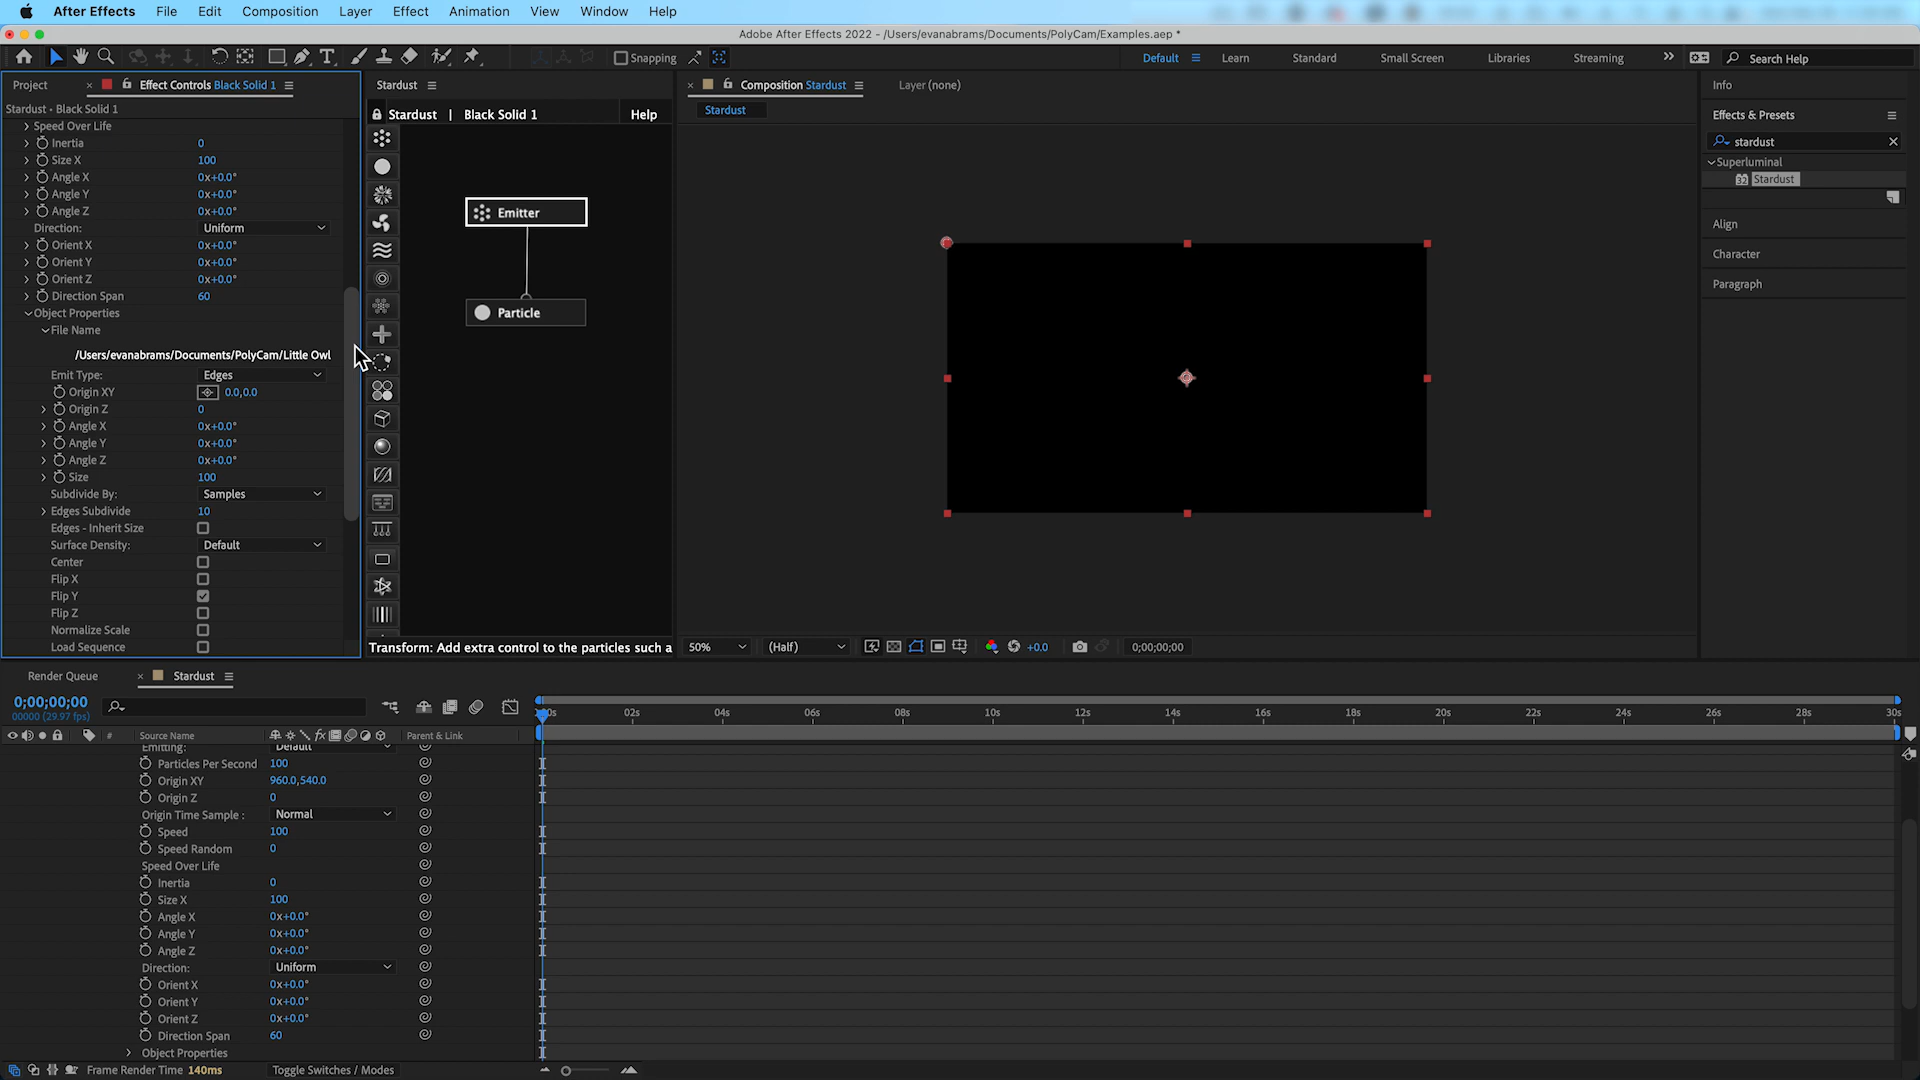 After Effects File Edit Composition Layer Effect Animation View Window Help
Adobe After Effects 2022 - /Users/evanabrams/Documents/PolyCam/Examples.aep *
Snapping
Default Learn Standard Small Screen Libraries Streaming Search Help
Project Effect Controls Black Solid 1
Stardust • Black Solid 1
Speed Over Life
Inertia 0
Size X 100
Angle X 0x+0.0°
Angle Y 0x+0.0°
Angle Z 0x+0.0°
Direction: Uniform
Orient X 0x+0.0°
Orient Y 0x+0.0°
Orient Z 0x+0.0°
Direction Span 60
Object Properties
File Name
/Users/evanabrams/Documents/PolyCam/Little Owl
Emit Type: Edges
Origin XY 0.0,0.0
Origin Z 0
Angle X 0x+0.0°
Angle Y 0x+0.0°
Angle Z 0x+0.0°
Size 100
Subdivide By: Samples
Edges Subdivide 10
Edges - Inherit Size
Surface Density: Default
Center
Flip X
Flip Y
Flip Z
Normalize Scale
Load Sequence
Stardust
Stardust | Black Solid 1 Help
Emitter
Particle
Transform: Add extra control to the particles such a
Composition Stardust Layer (none)
Stardust
50% (Half) +0.0 0;00;00;00
Info
Effects & Presets
stardust
Superluminal
32 Stardust
Align
Character
Paragraph
Render Queue Stardust
0;00;00;00
00000 (29.97 fps)
02s 04s 06s 08s 10s 12s 14s 16s 18s 20s 22s 24s 26s 28s 30s
# Source Name Parent & Link
Emitting: Default
Particles Per Second 100
Origin XY 960.0,540.0
Origin Z 0
Origin Time Sample : Normal
Speed 100
Speed Random 0
Speed Over Life
Inertia 0
Size X 100
Angle X 0x+0.0°
Angle Y 0x+0.0°
Angle Z 0x+0.0°
Direction: Uniform
Orient X 0x+0.0°
Orient Y 0x+0.0°
Orient Z 0x+0.0°
Direction Span 60
Object Properties
Frame Render Time 140ms Toggle Switches / Modes